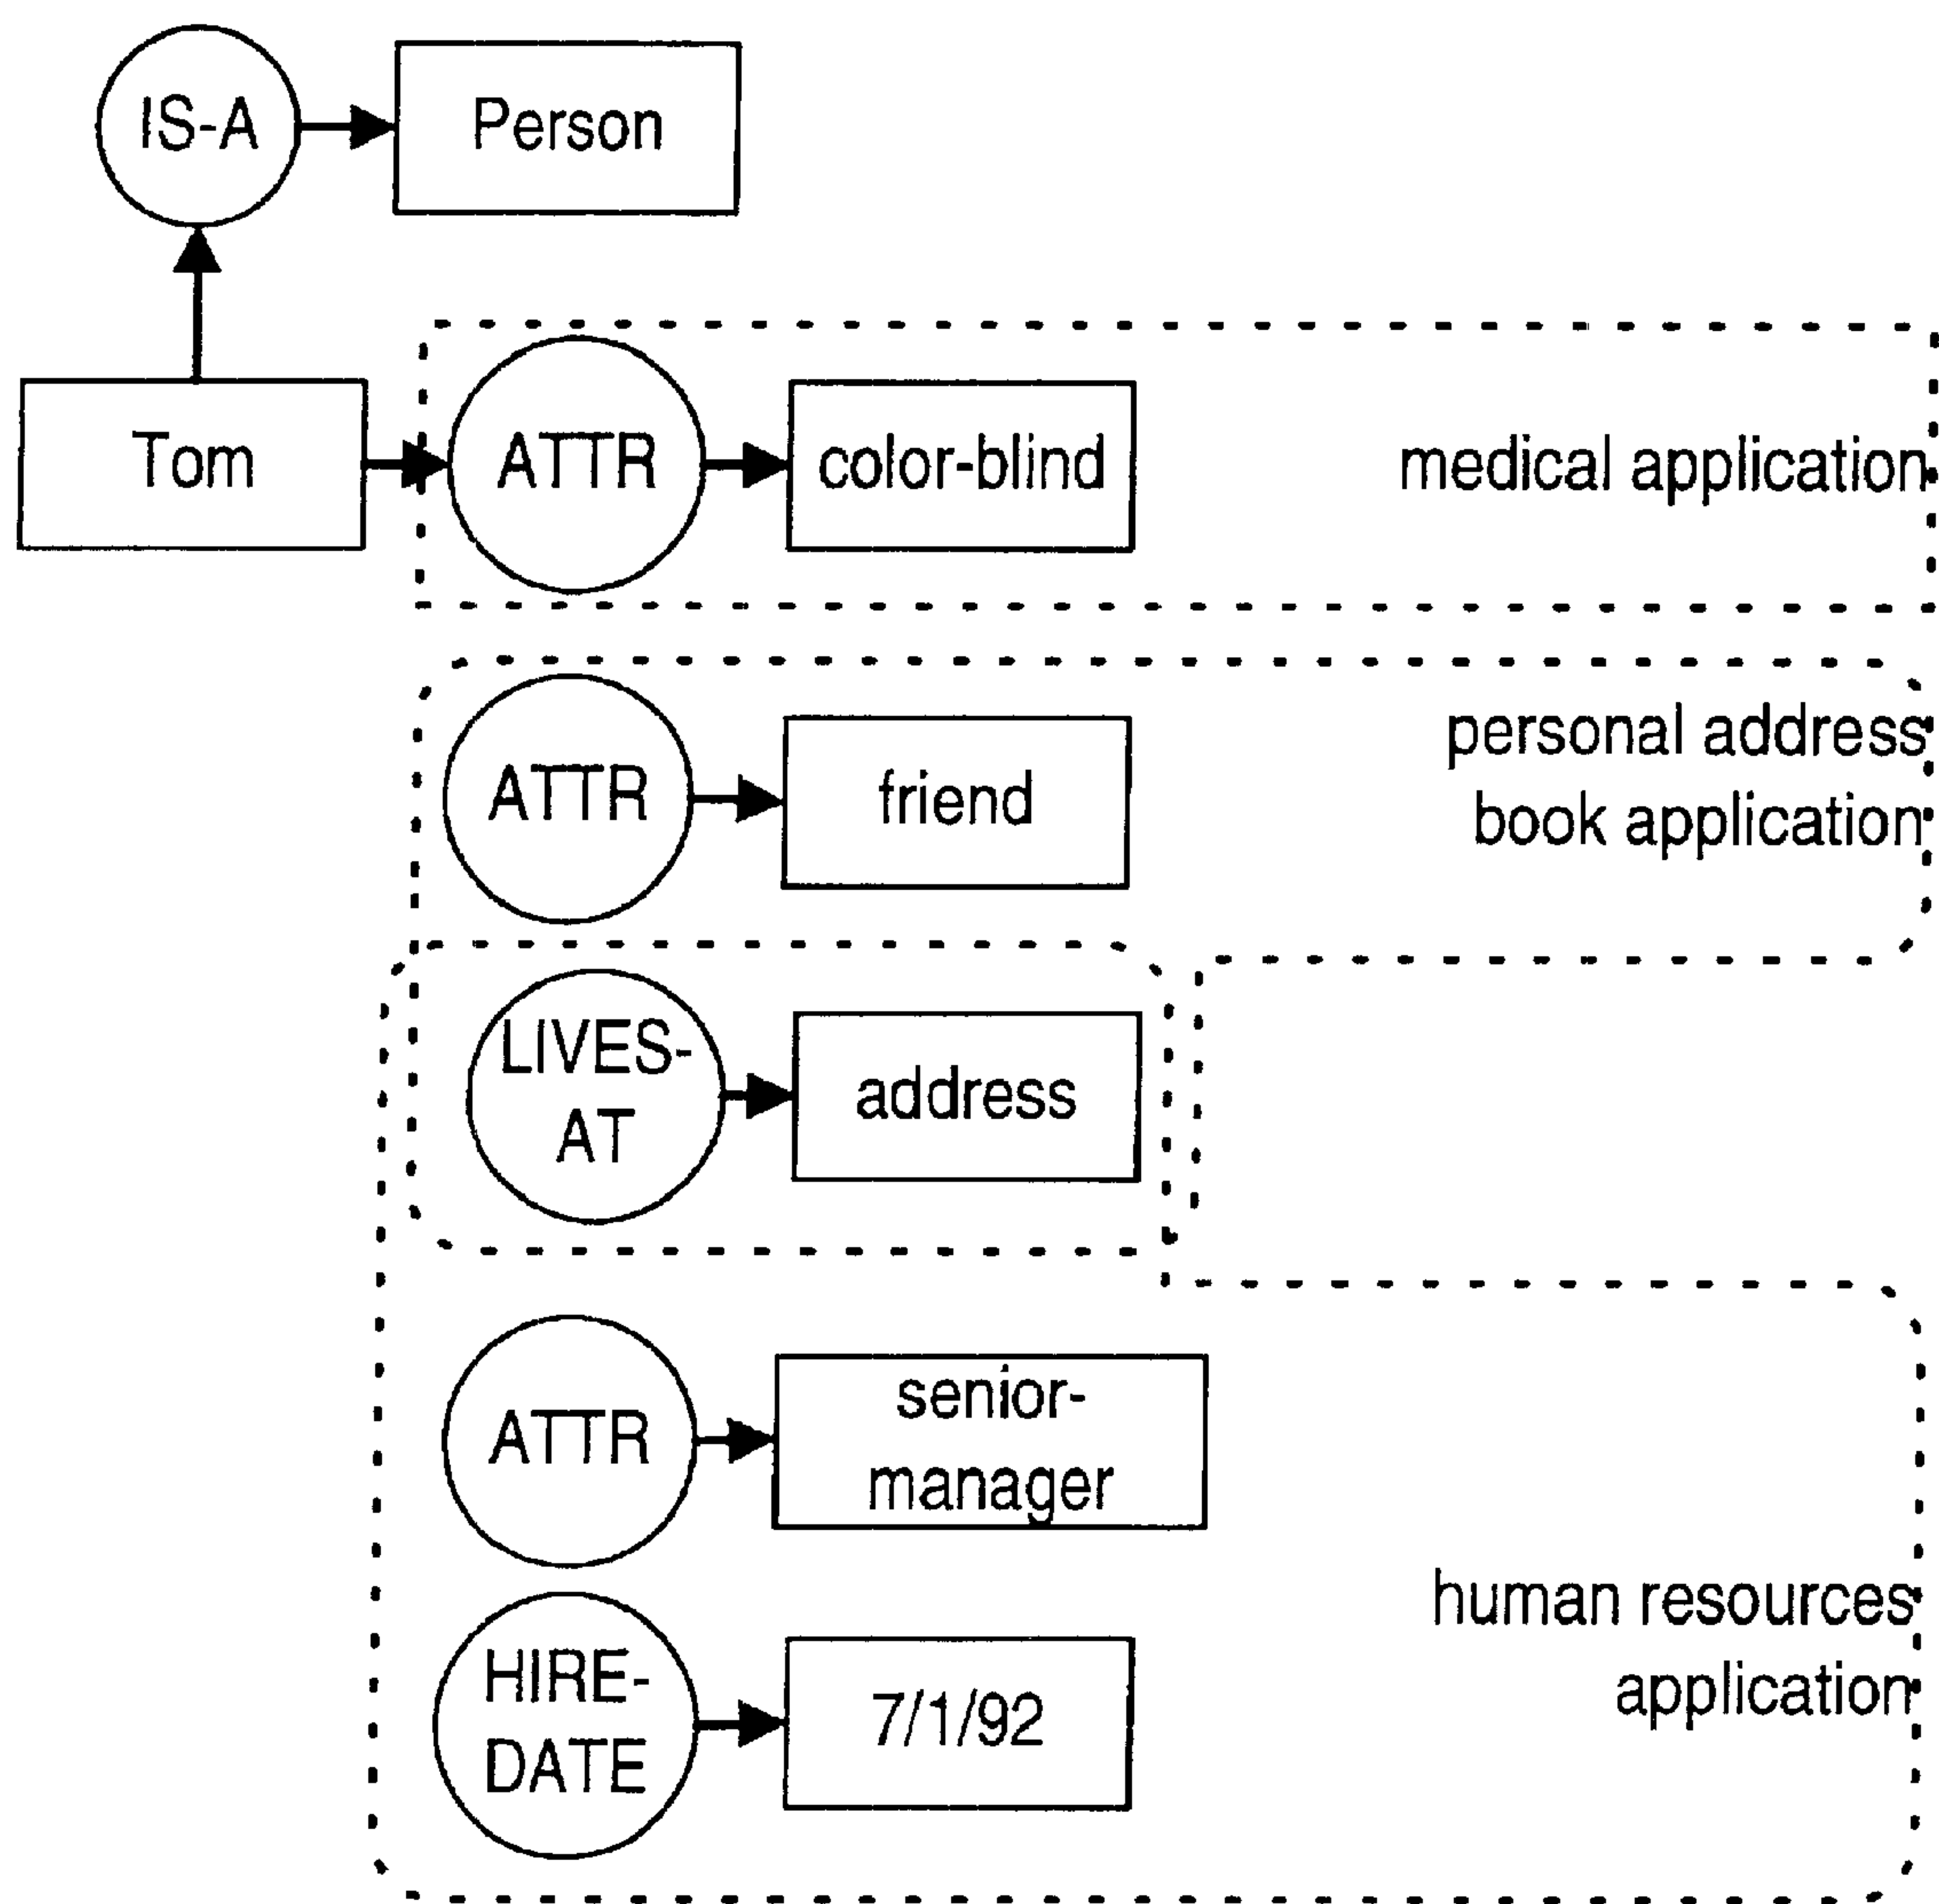 IS-A
Person
Tom
ATTR
color-blind
medical application
ATTR
friend
personal address
book application
LIVES-
AT
address
ATTR
senior-
manager
HIRE-
DATE
7/1/92
human resources
application